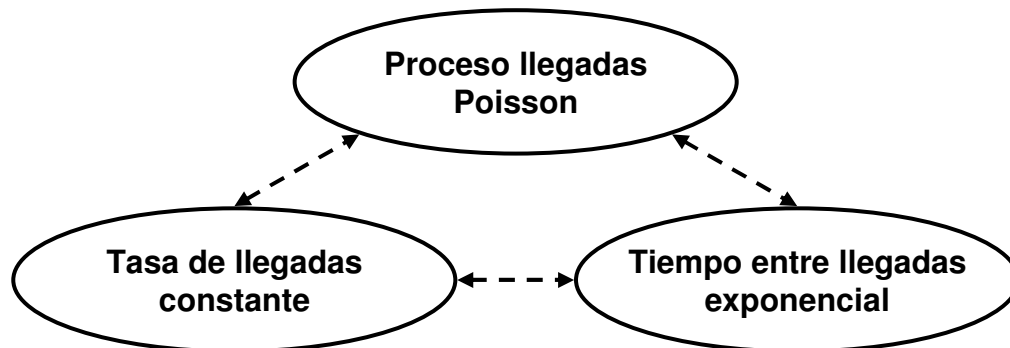 Proceso llegadas
Poisson
Tasa de llegadas
constante
Tiempo entre llegadas
exponencial